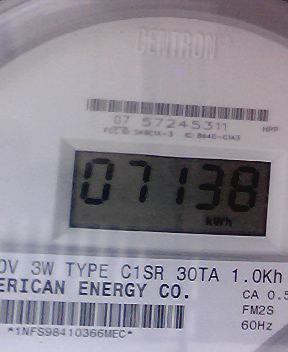 CENTRON
07 57245311 HPP
07138
kWh
0V 3W TYPE C1SR 30TA 1.0Kh
ERICAN ENERGY CO. CA 0.5
FM2S
*1NFS98410366MEC* 60Hz